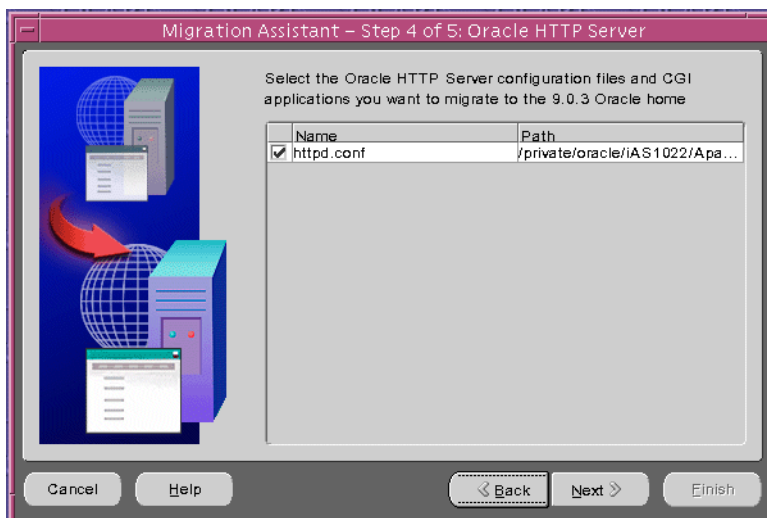 Migration Assistant – Step 4 of 5: Oracle HTTP Server
Select the Oracle HTTP Server configuration files and CGI
applications you want to migrate to the 9.0.3 Oracle home
Name Path
httpd.conf /private/oracle/iAS1022/Apa...
Cancel Help Back Next Finish